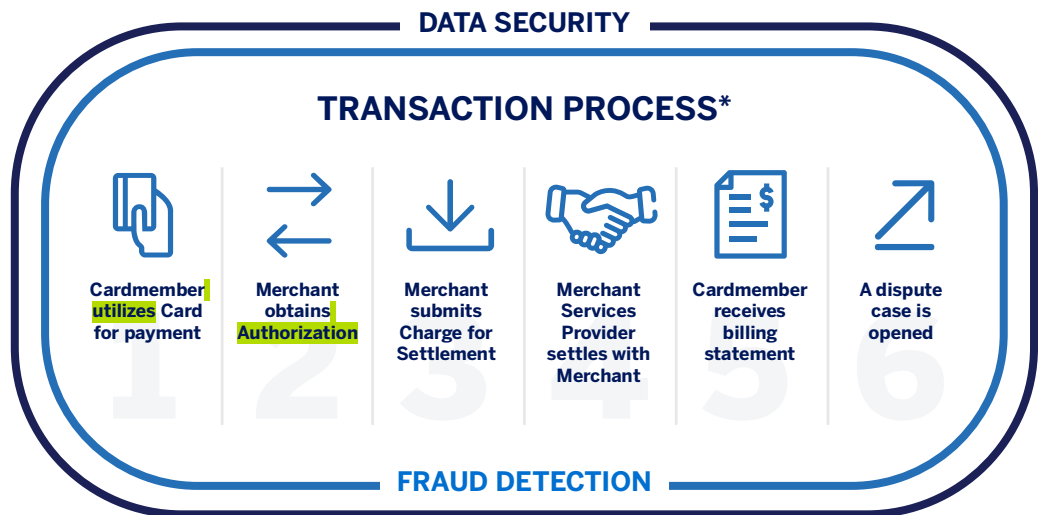 DATA SECURITY
TRANSACTION PROCESS*
$
Cardmember
utilizes Card
for payment
1
Merchant
obtains
Authorization
2
Merchant
submits
Charge for
Settlement
3
Merchant
Services
Provider
settles with
Merchant
4
Cardmember
receives
billing
statement
5
A dispute
case is
opened
6
FRAUD DETECTION